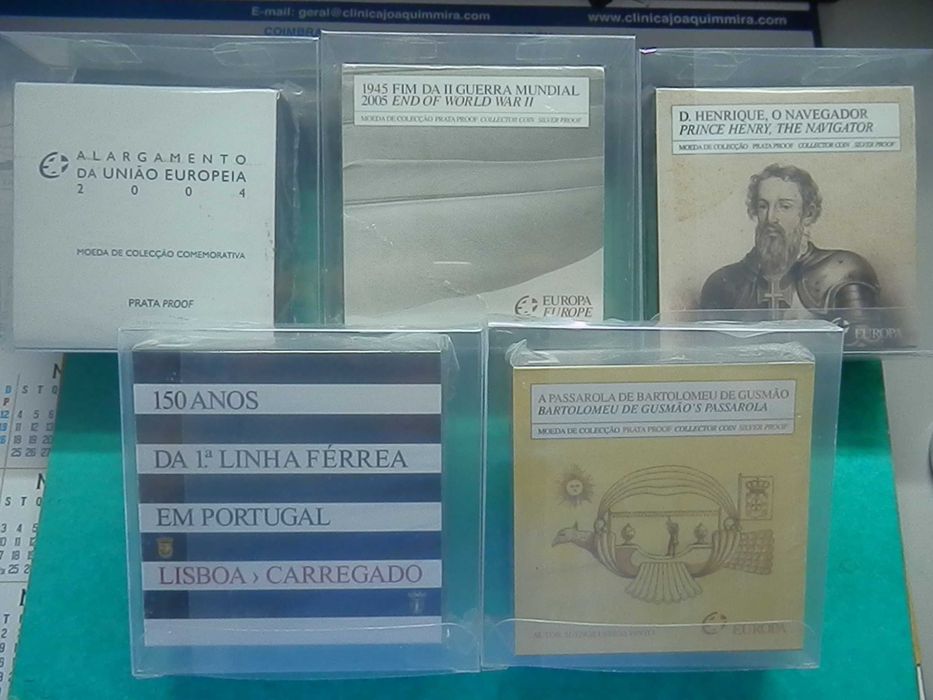 E-mail: geral@clinicajoaquimmira.com
www.clinicajoaquimmira.com
COIMBRA
ALARGAMENTO
DA UNIÃO EUROPEIA
2 0 0 4
MOEDA DE COLECÇÃO COMEMORATIVA
PRATA PROOF
1945 FIM DA II GUERRA MUNDIAL
2005 END OF WORLD WAR II
MOEDA DE COLECÇÃO PRATA PROOF COLLECTOR COIN SILVER PROOF
EUROPA
EUROPE
D. HENRIQUE, O NAVEGADOR
PRINCE HENRY, THE NAVIGATOR
MOEDA DE COLECÇÃO PRATA PROOF COLLECTOR COIN SILVER PROOF
EUROPA
150 ANOS
DA 1.ª LINHA FÉRREA
EM PORTUGAL
LISBOA › CARREGADO
A PASSAROLA DE BARTOLOMEU DE GUSMÃO
BARTOLOMEU DE GUSMÃO'S PASSAROLA
MOEDA DE COLECÇÃO PRATA PROOF COLLECTOR COIN SILVER PROOF
EUROPA